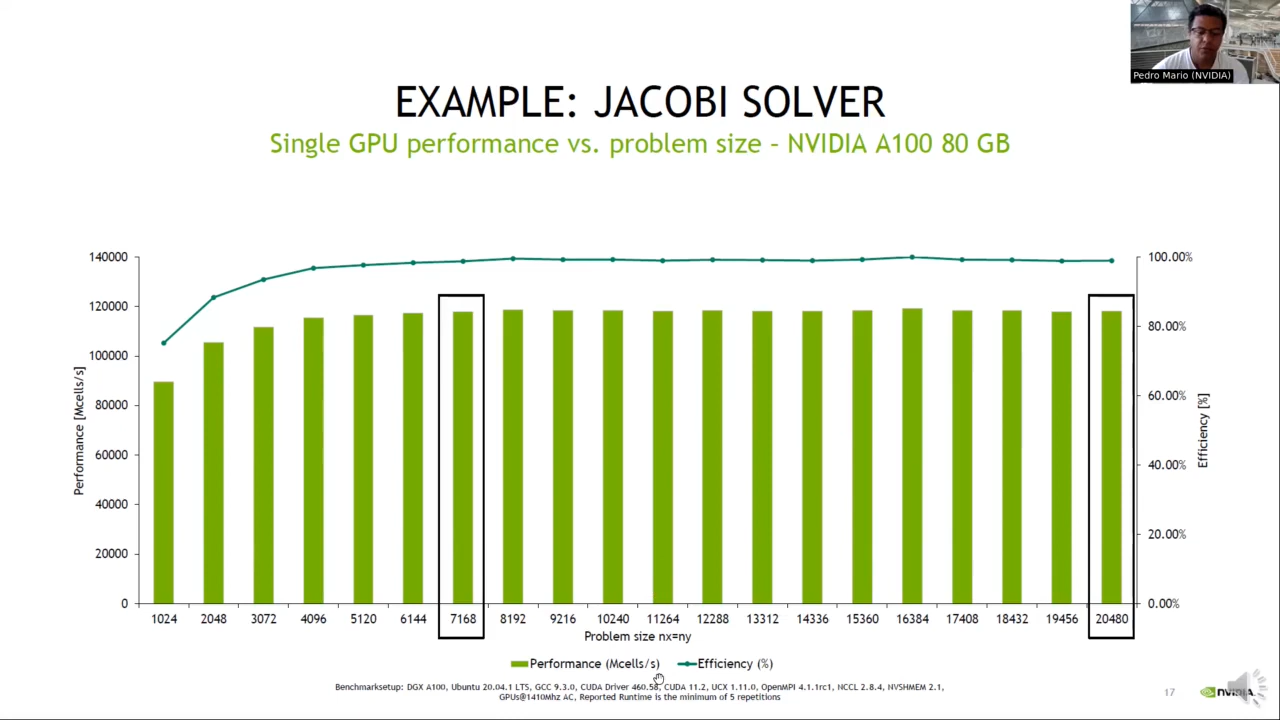 Pedro Mario (NVIDIA)
EXAMPLE: JACOBI SOLVER
Single GPU performance vs. problem size - NVIDIA A100 80 GB
140000
120000
100000
80000
60000
40000
20000
0
Performance [Mcells/s]
100.00%
80.00%
60.00%
40.00%
20.00%
0.00%
Efficiency [%]
1024 2048 3072 4096 5120 6144 7168 8192 9216 10240 11264 12288 13312 14336 15360 16384 17408 18432 19456 20480
Problem size nx=ny
Performance (Mcells/s) Efficiency (%)
Benchmarksetup: DGX A100, Ubuntu 20.04.1 LTS, GCC 9.3.0, CUDA Driver 460.58, CUDA 11.2, UCX 1.11.0, OpenMPI 4.1.1rc1, NCCL 2.8.4, NVSHMEM 2.1,
GPUs@1410Mhz AC, Reported Runtime is the minimum of 5 repetitions
17
NVIDIA.